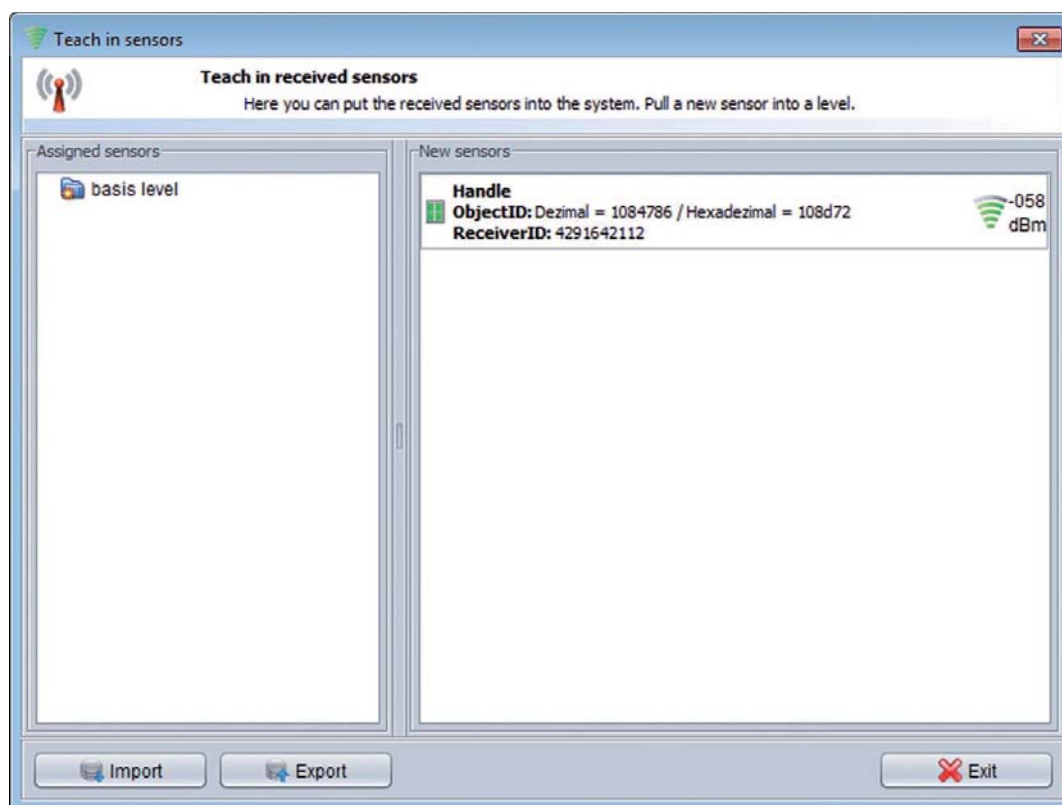 Teach in sensors
Teach in received sensors
Here you can put the received sensors into the system. Pull a new sensor into a level.
Assigned sensors
basis level
New sensors
Handle
ObjectID: Dezimal = 1084786 / Hexadezimal = 108d72
ReceiverID: 4291642112
-058
dBm
Import
Export
Exit